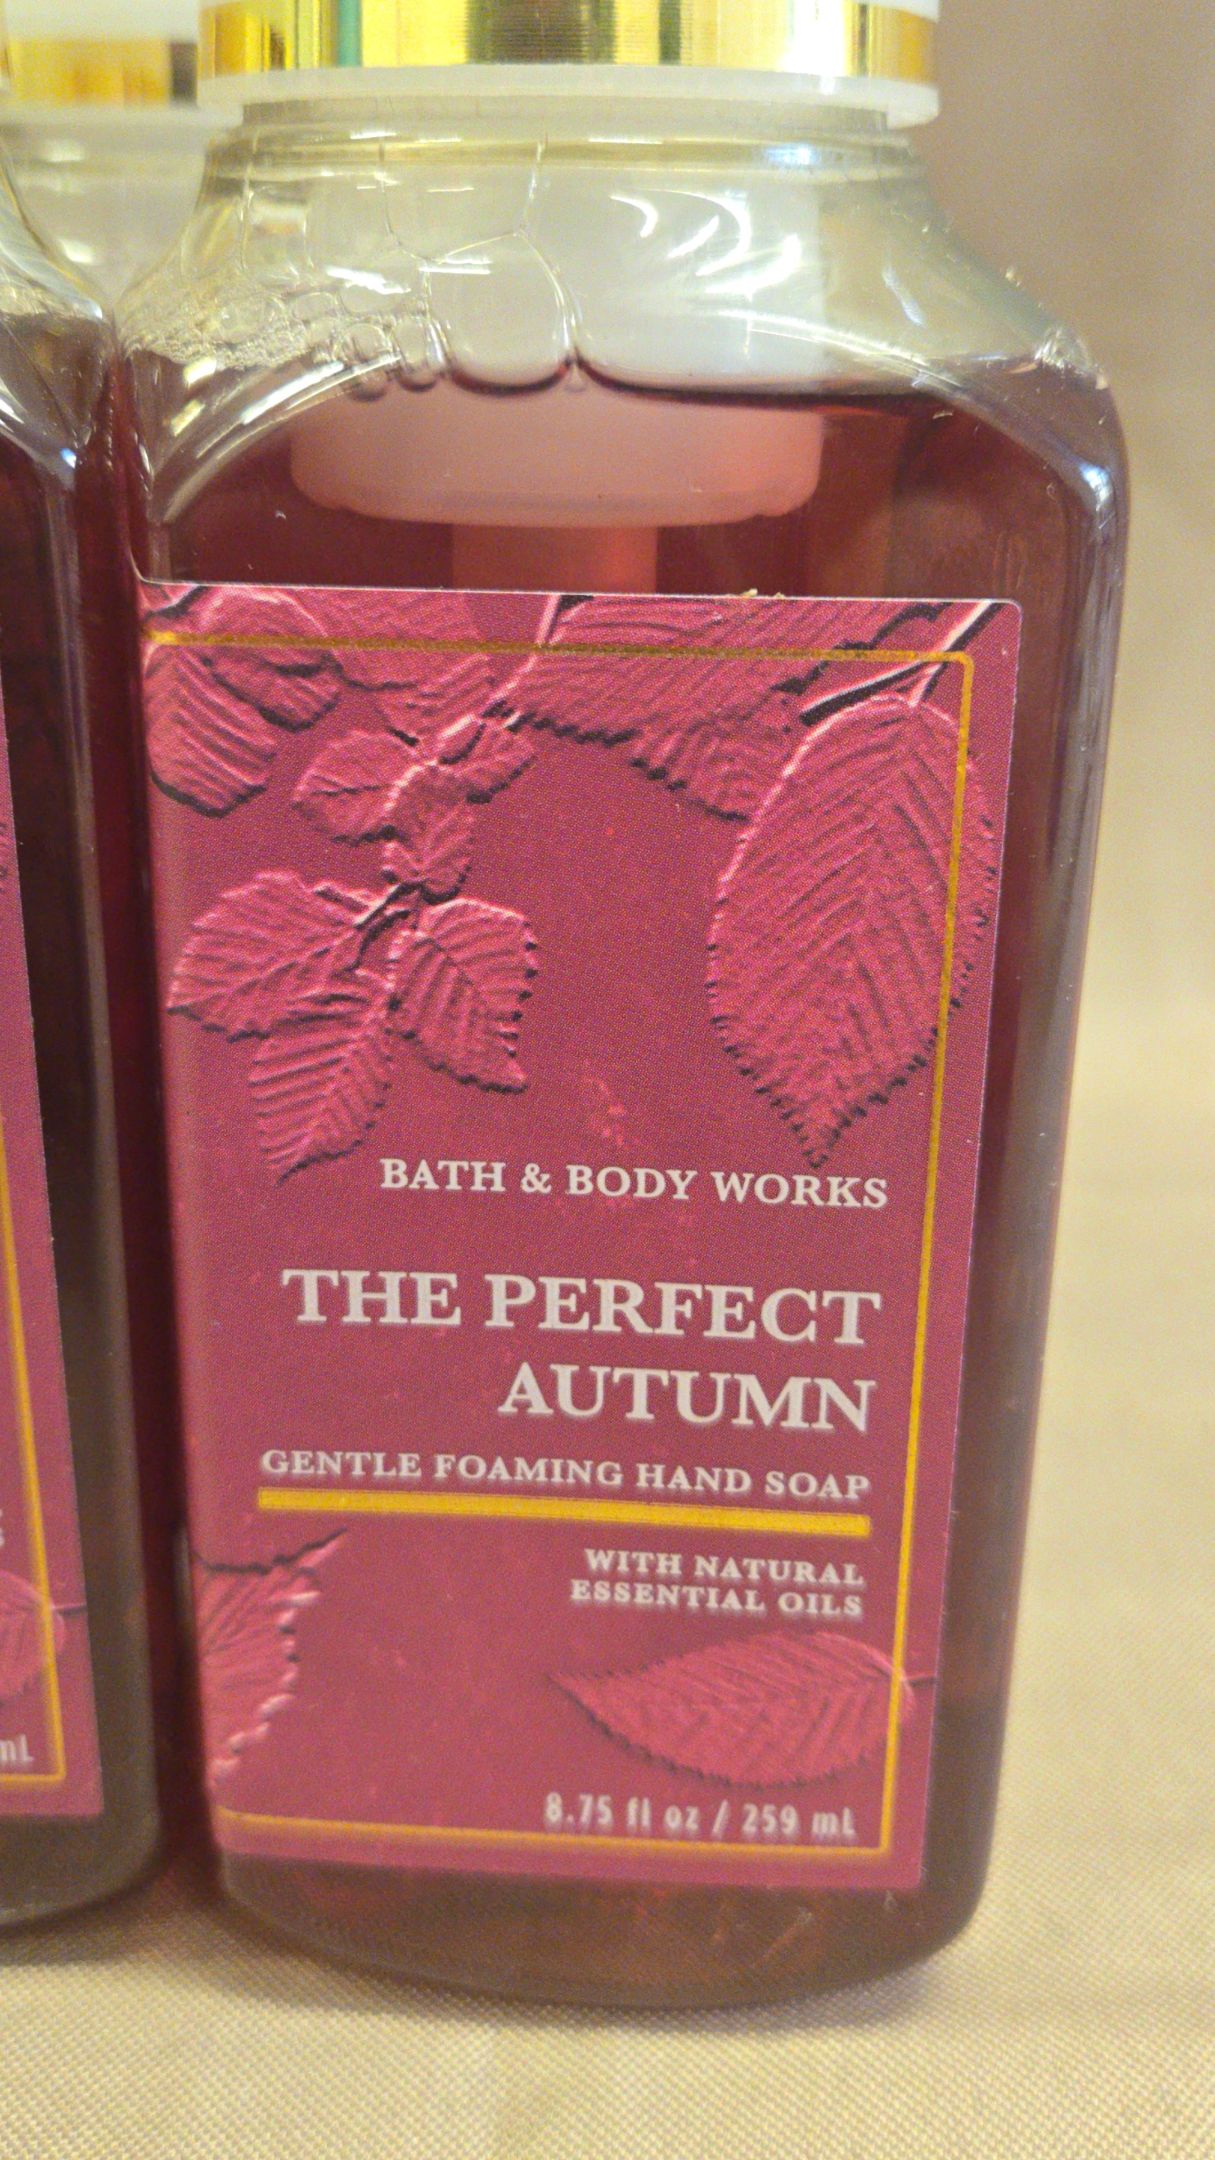 BATH & BODY WORKS
THE PERFECT
AUTUMN
GENTLE FOAMING HAND SOAP
WITH NATURAL
ESSENTIAL OILS
8.75 fl oz / 259 mL
mL